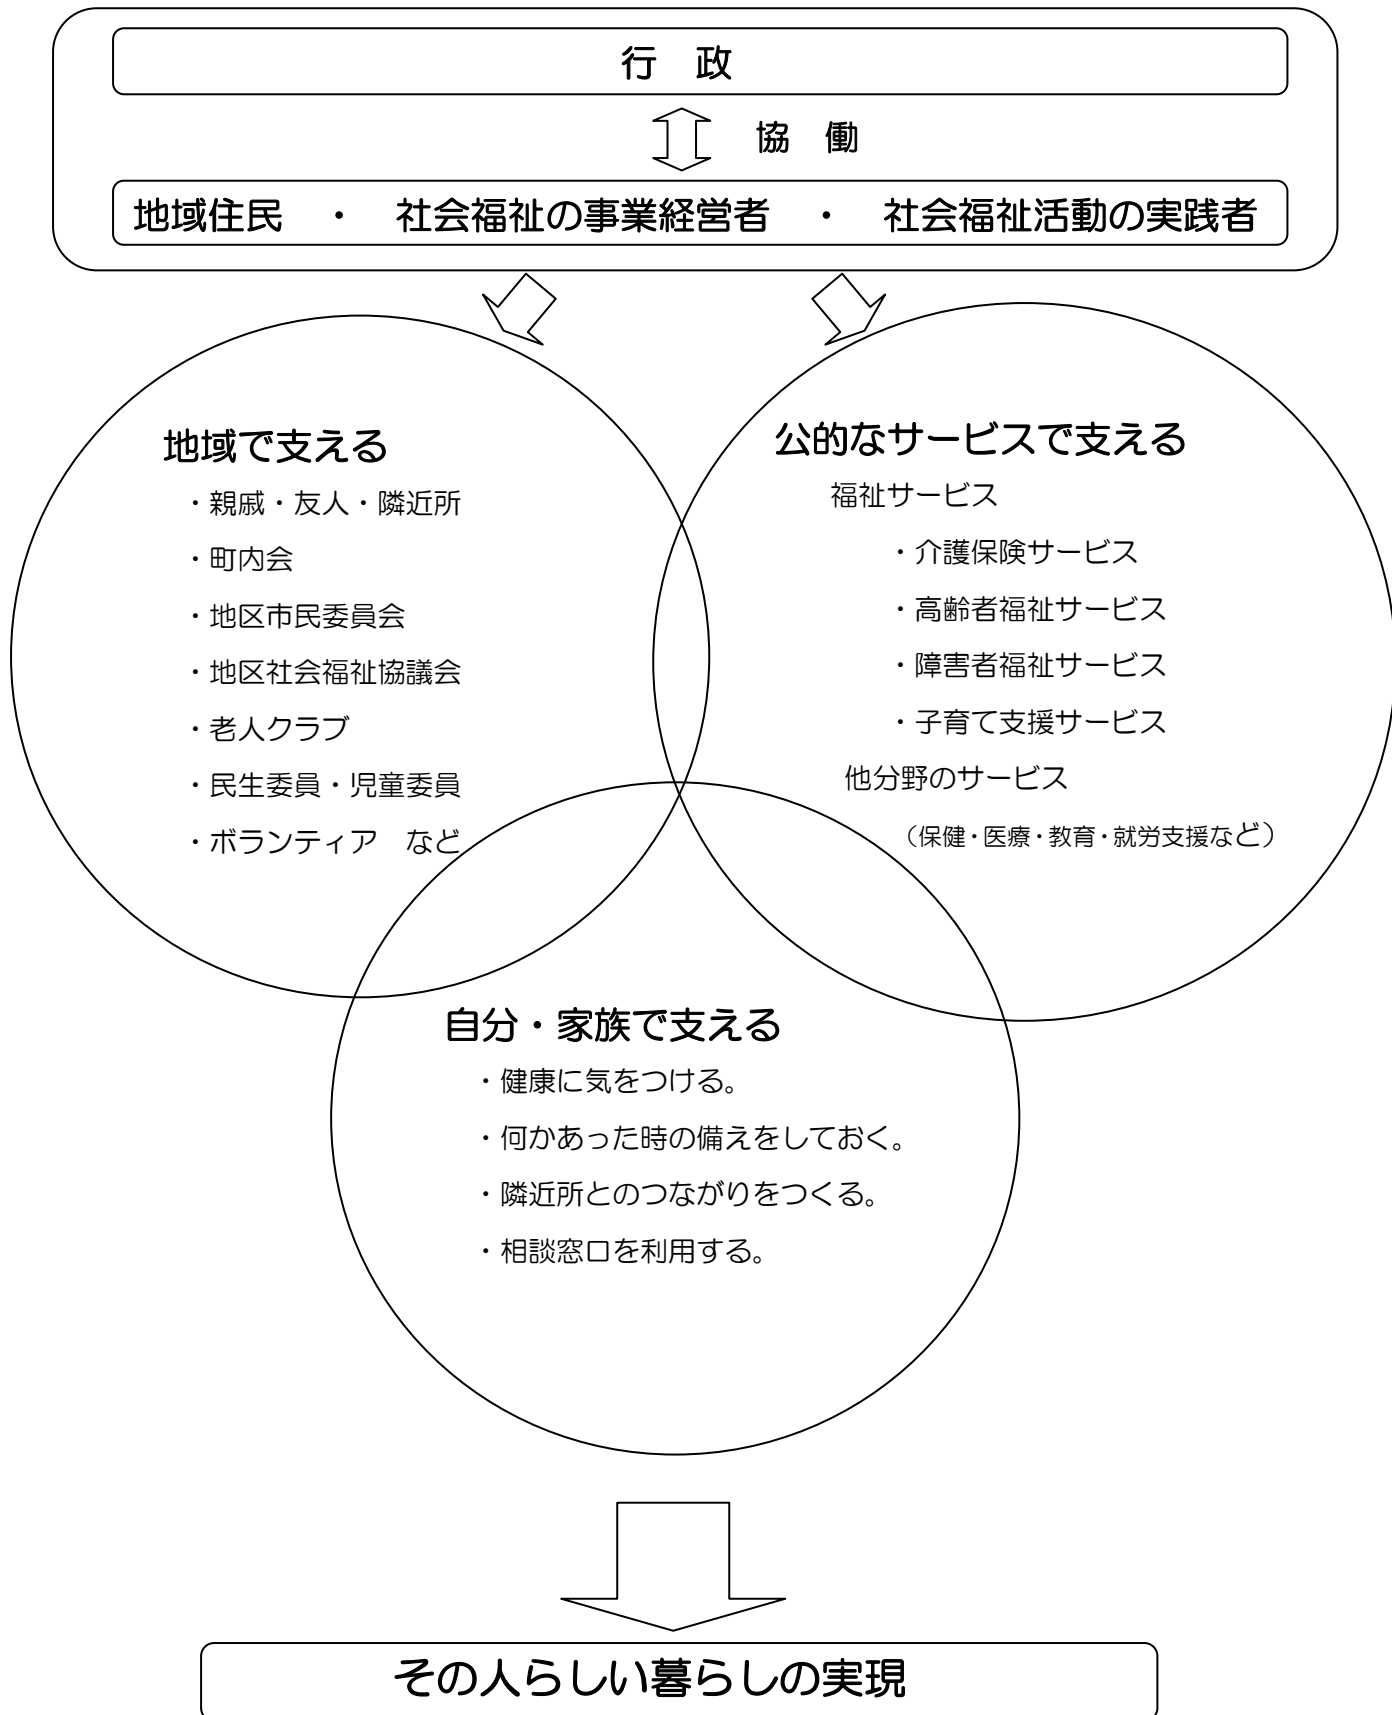 行　政
協　働
地域住民　・　社会福祉の事業経営者　・　社会福祉活動の実践者
地域で支える
・親戚・友人・隣近所
・町内会
・地区市民委員会
・地区社会福祉協議会
・老人クラブ
・民生委員・児童委員
・ボランティア　など
公的なサービスで支える
福祉サービス
・介護保険サービス
・高齢者福祉サービス
・障害者福祉サービス
・子育て支援サービス
他分野のサービス
（保健・医療・教育・就労支援など）
自分・家族で支える
・健康に気をつける。
・何かあった時の備えをしておく。
・隣近所とのつながりをつくる。
・相談窓口を利用する。
その人らしい暮らしの実現